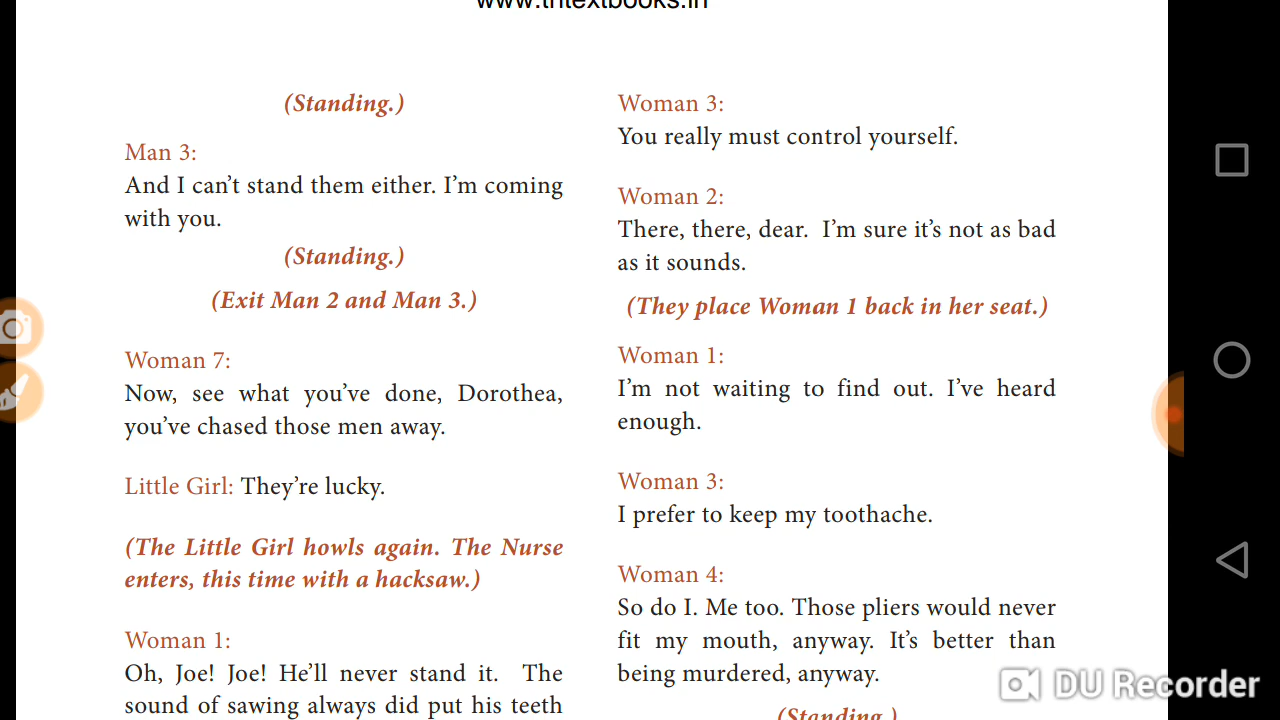 www.tntextbooks.in
(Standing.)
Man 3:
And I can't stand them either. I'm coming
with you.
(Standing.)
(Exit Man 2 and Man 3.)
Woman 7:
Now, see what you've done, Dorothea,
you've chased those men away.
Little Girl: They're lucky.
(The Little Girl howls again. The Nurse
enters, this time with a hacksaw.)
Woman 1:
Oh, Joe! Joe! He'll never stand it. The
sound of sawing always did put his teeth
Woman 3:
You really must control yourself.
Woman 2:
There, there, dear. I'm sure it's not as bad
as it sounds.
(They place Woman 1 back in her seat.)
Woman 1:
I'm not waiting to find out. I've heard
enough.
Woman 3:
I prefer to keep my toothache.
Woman 4:
So do I. Me too. Those pliers would never
fit my mouth, anyway. It's better than
being murdered, anyway.
(Standing.)
DU Recorder